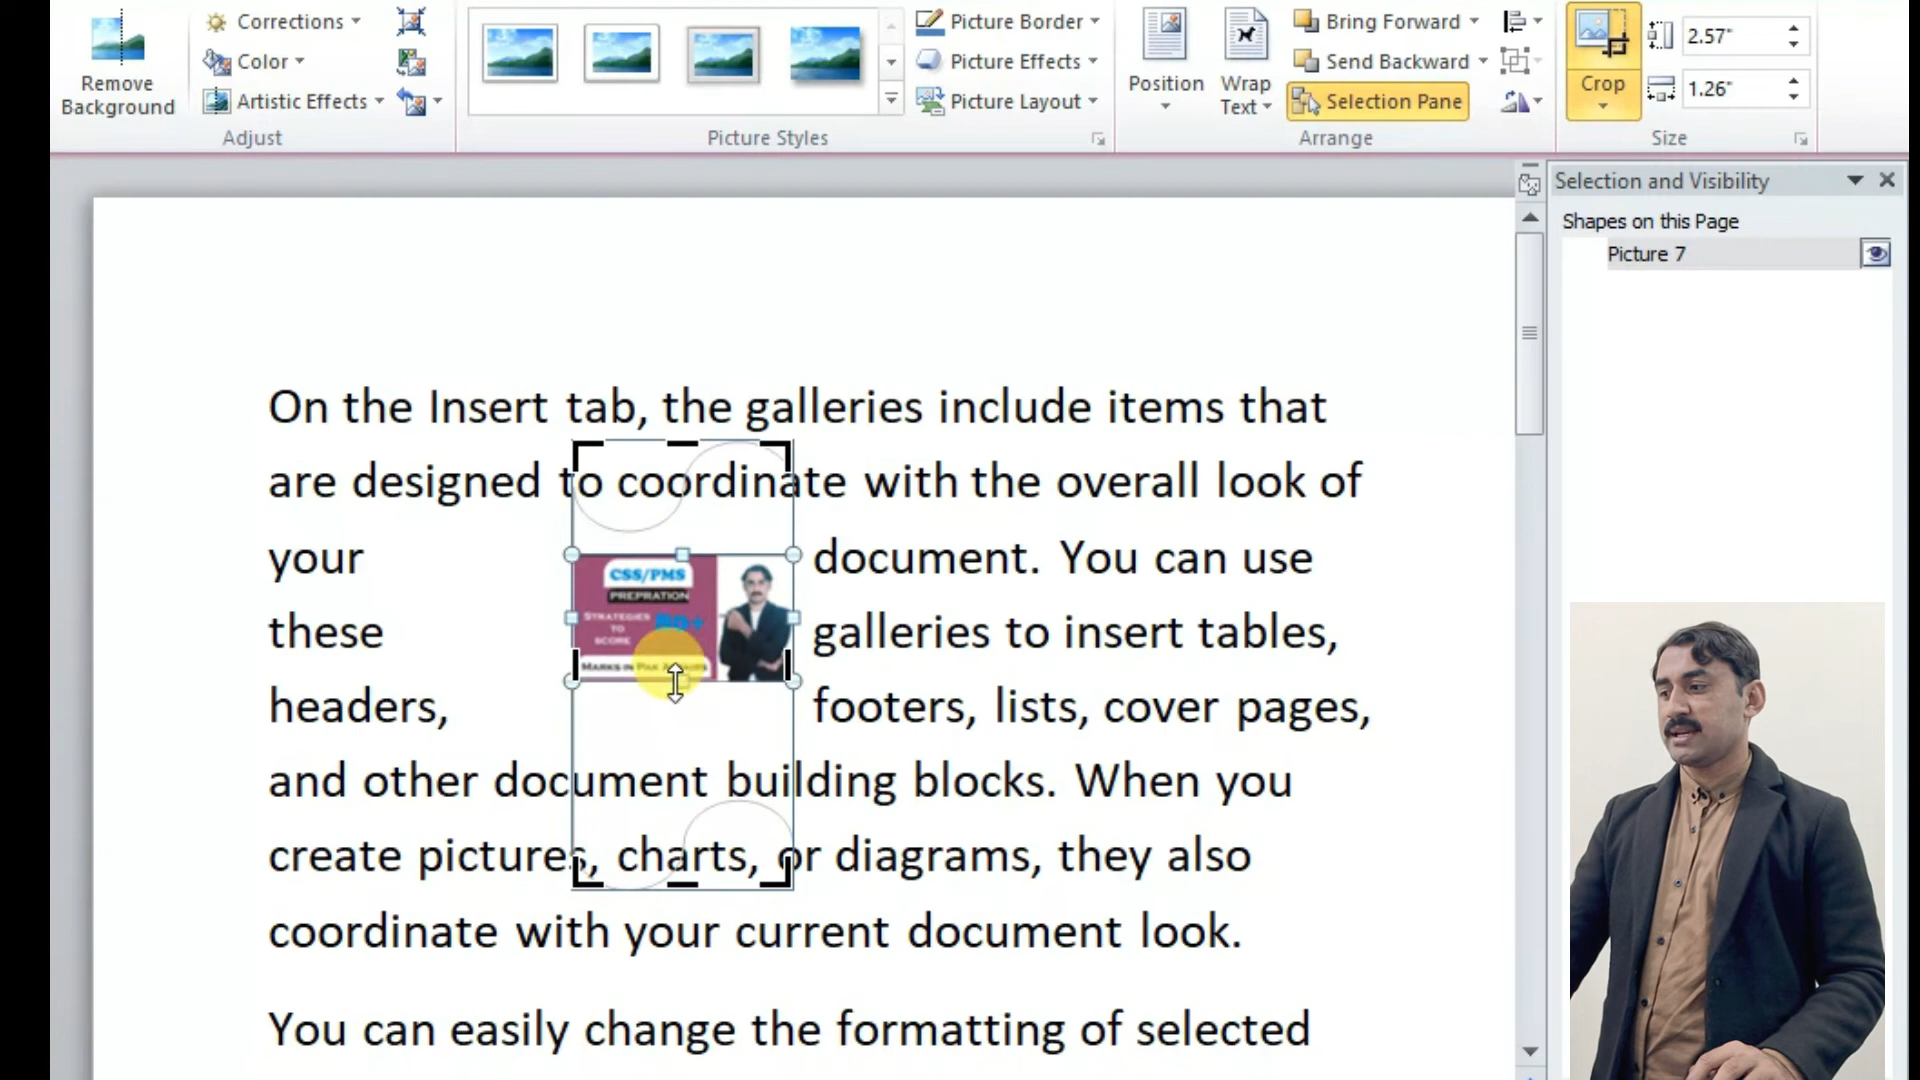 Remove Background
Corrections
Color
Artistic Effects
Adjust
Picture Styles
Picture Border
Picture Effects
Picture Layout
Position
Wrap Text
Bring Forward
Send Backward
Selection Pane
Arrange
Crop
2.57"
1.26"
Size
Selection and Visibility
Shapes on this Page
Picture 7
On the Insert tab, the galleries include items that
are designed to coordinate with the overall look of
your document. You can use
these galleries to insert tables,
headers, footers, lists, cover pages,
and other document building blocks. When you
create pictures, charts, or diagrams, they also
coordinate with your current document look.
You can easily change the formatting of selected
CSS/PMS
PREPRATION
STRATEGIES
TO
SCORE